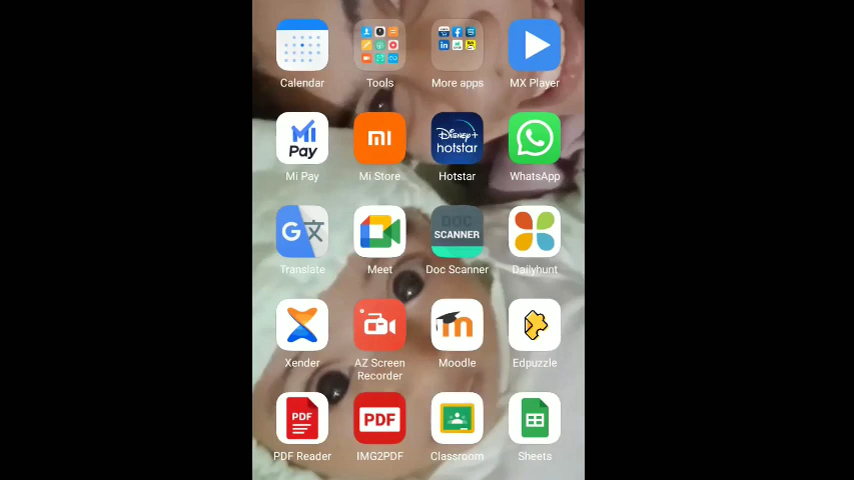 Calendar
Tools
More apps
MX Player
Mi
Pay
mi
Disney+
hotstar
Mi Pay
Mi Store
Hotstar
WhatsApp
G
DOC
SCANNER
Translate
Meet
Doc Scanner
Dailyhunt
m
Xender
AZ Screen
Recorder
Moodle
Edpuzzle
PDF
PDF
PDF Reader
IMG2PDF
Classroom
Sheets